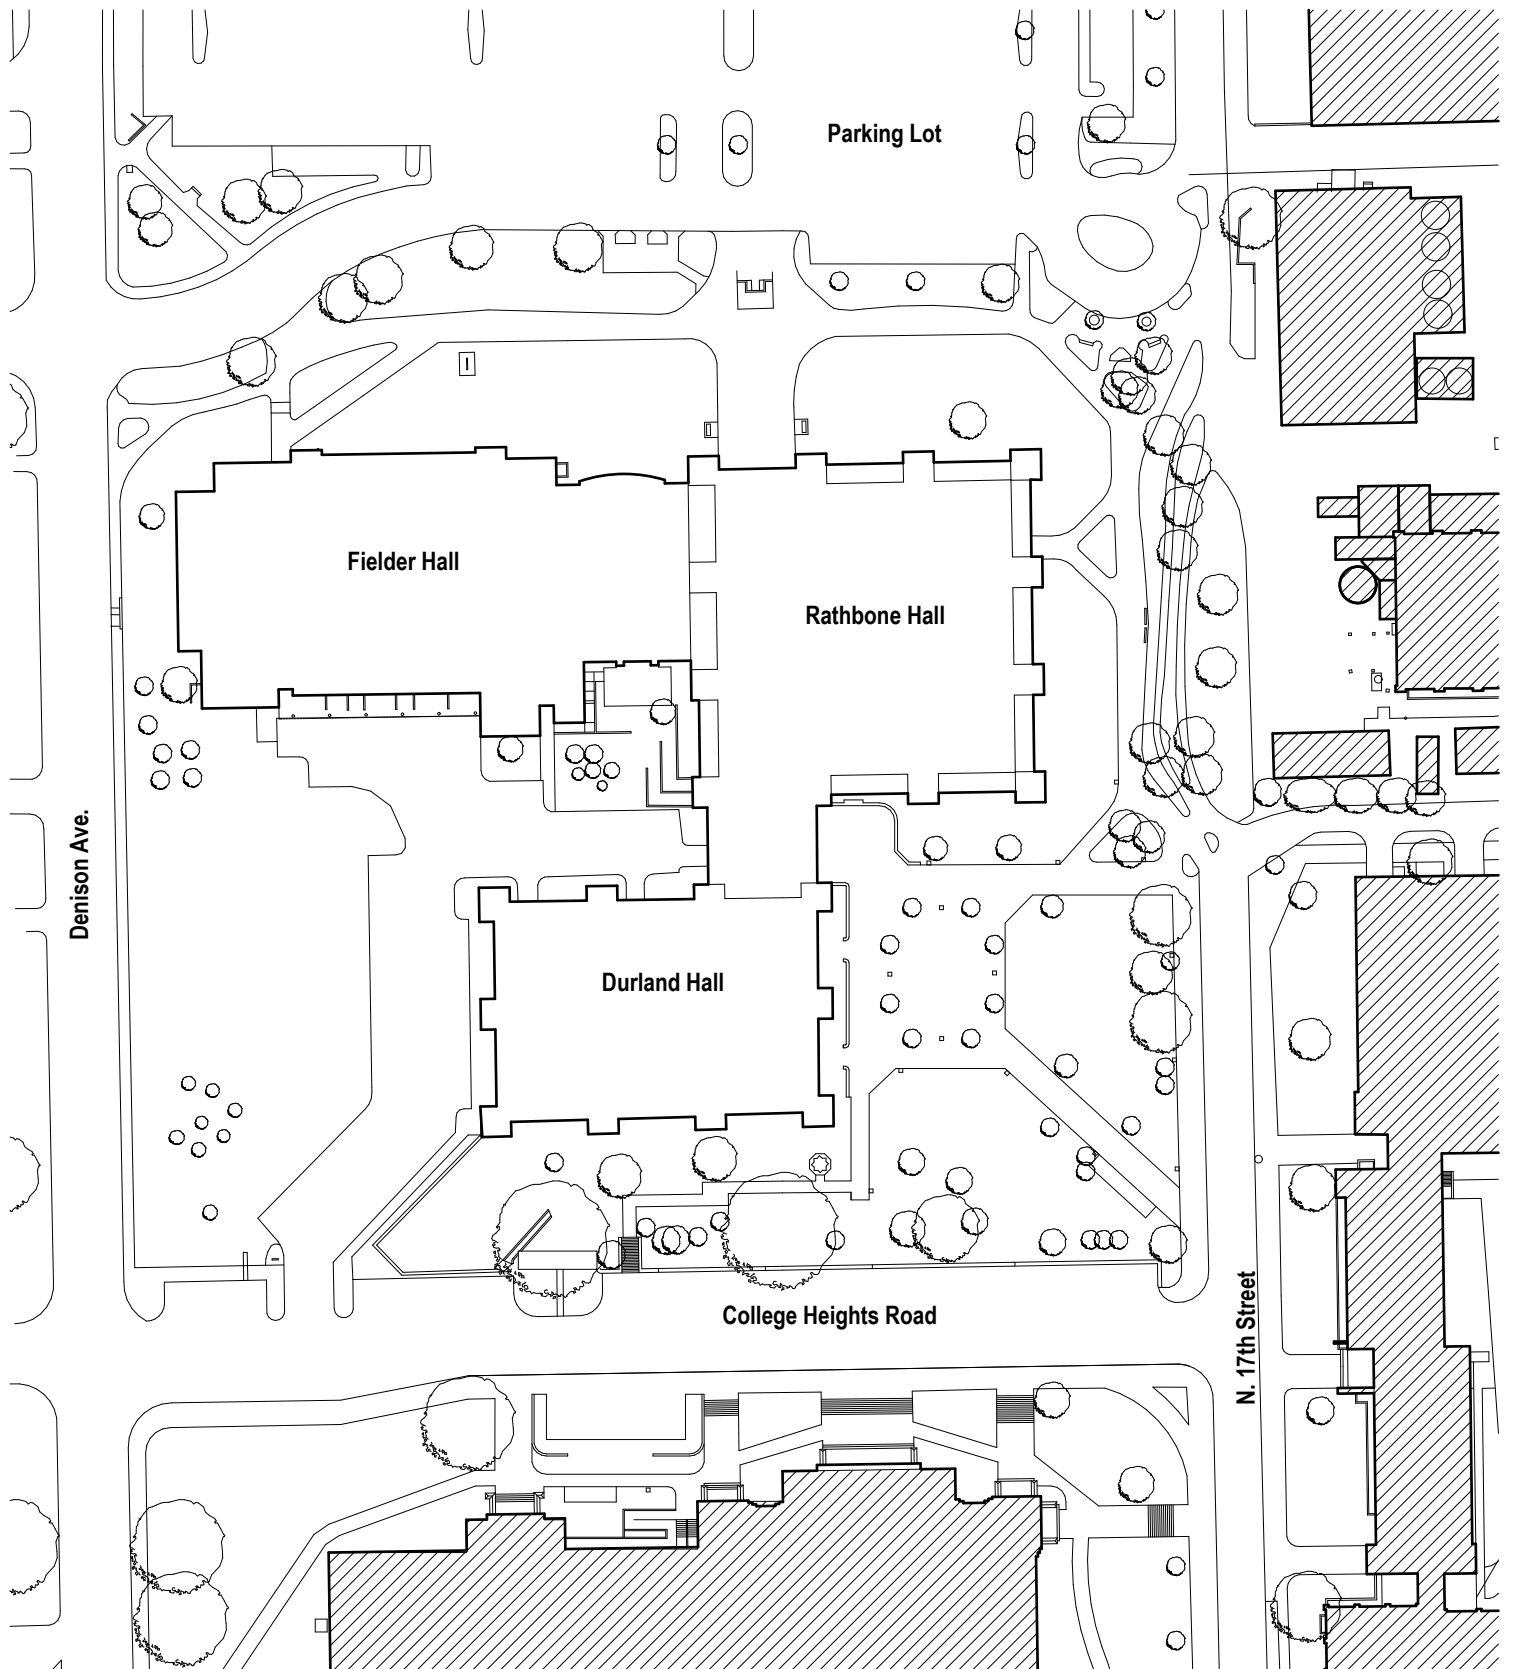 Parking Lot
Fielder Hall
Rathbone Hall
Denison Ave.
Durland Hall
College Heights Road
N. 17th Street